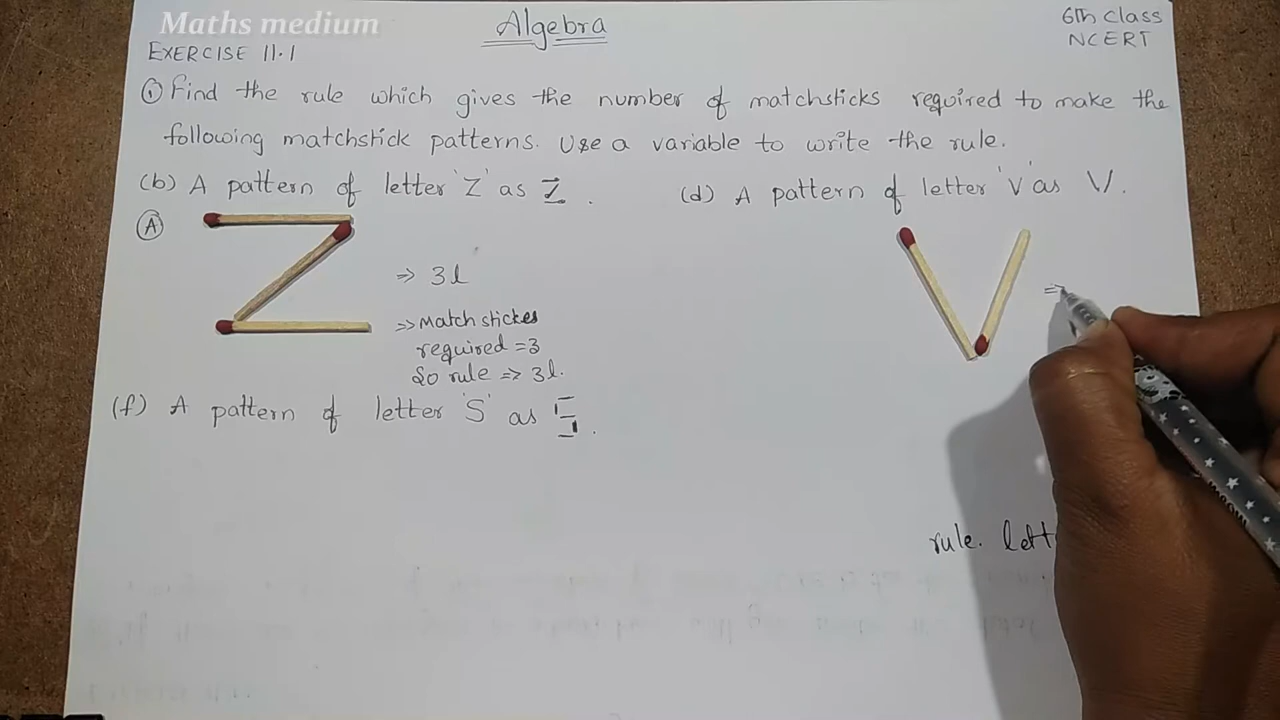 Maths medium
Algebra
6th Class
NCERT
EXERCISE 11.1
① Find the rule which gives the number of matchsticks required to make the
following matchstick patterns. Use a variable to write the rule.
(b) A pattern of letter 'Z' as Z.
(d) A pattern of letter 'V' as V.
Ⓐ
⇒ 3l
⇒
⇒ Match stickes
required = 3
So rule ⇒ 3l.
(f) A pattern of letter 'S' as S.
rule. lett